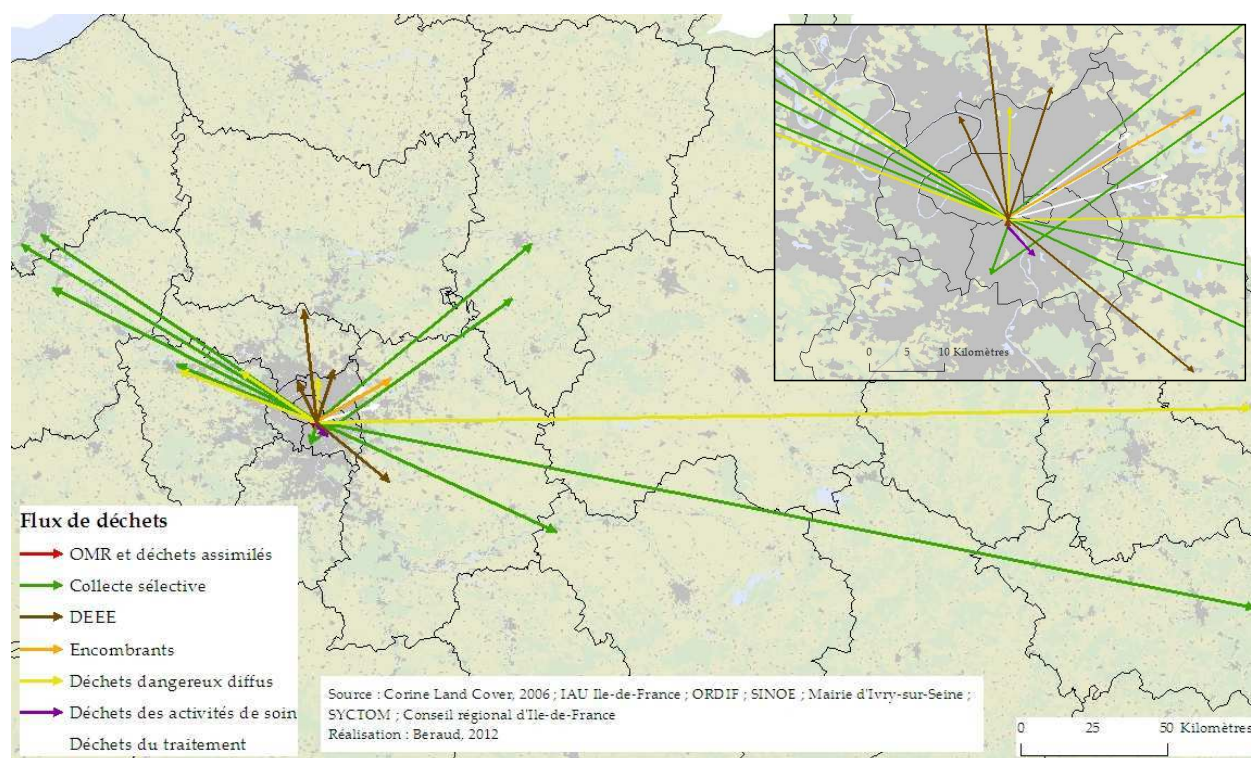 0 5 10 Kilomètres
Flux de déchets
OMR et déchets assimilés
Collecte sélective
DEEE
Encombrants
Déchets dangereux diffus
Déchets des activités de soin
Déchets du traitement
Source : Corine Land Cover, 2006 ; IAU Ile-de-France ; ORDIF ; SINOE ; Mairie d'Ivry-sur-Seine ;
SYCTOM ; Conseil régional d'Ile-de-France
Réalisation : Beraud, 2012
0 25 50 Kilomètres